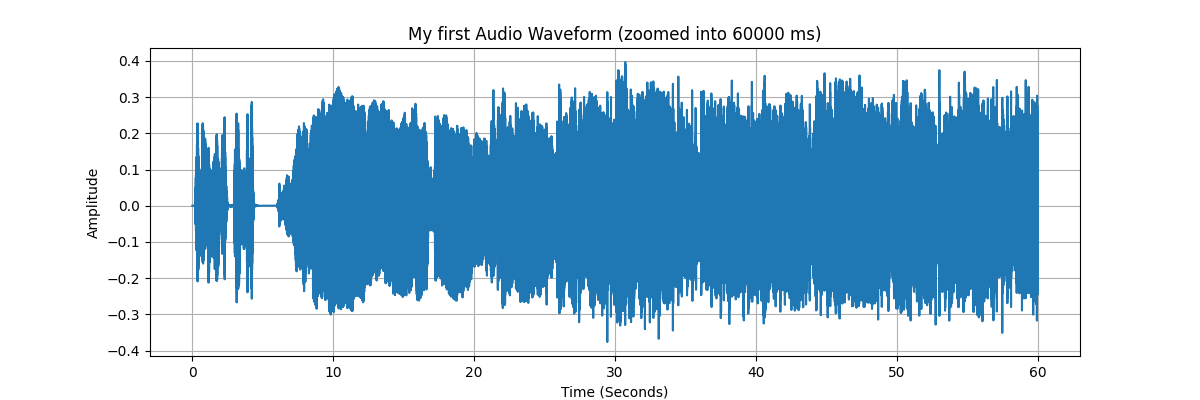 My first Audio Waveform (zoomed into 60000 ms)
0.4
0.3
0.2
0.1
0.0
−0.1
−0.2
−0.3
−0.4
Amplitude
0 10 20 30 40 50 60
Time (Seconds)